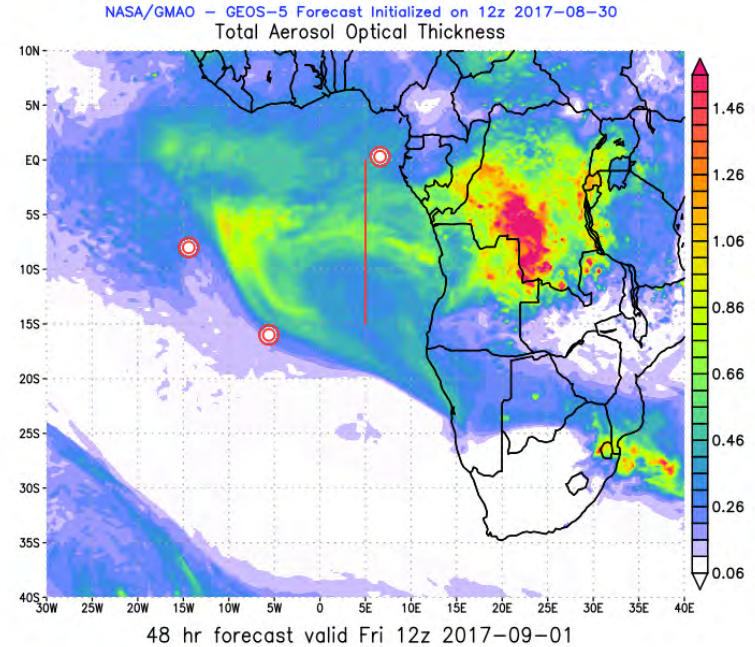 NASA/GMAO - GEOS-5 Forecast Initialized on 12z 2017-08-30
Total Aerosol Optical Thickness
10N
5N
EQ
5S
10S
15S
20S
25S
30S
35S
40S
30W 25W 20W 15W 10W 5W 0 5E 10E 15E 20E 25E 30E 35E 40E
1.46
1.26
1.06
0.86
0.66
0.46
0.26
0.06
48 hr forecast valid Fri 12z 2017-09-01